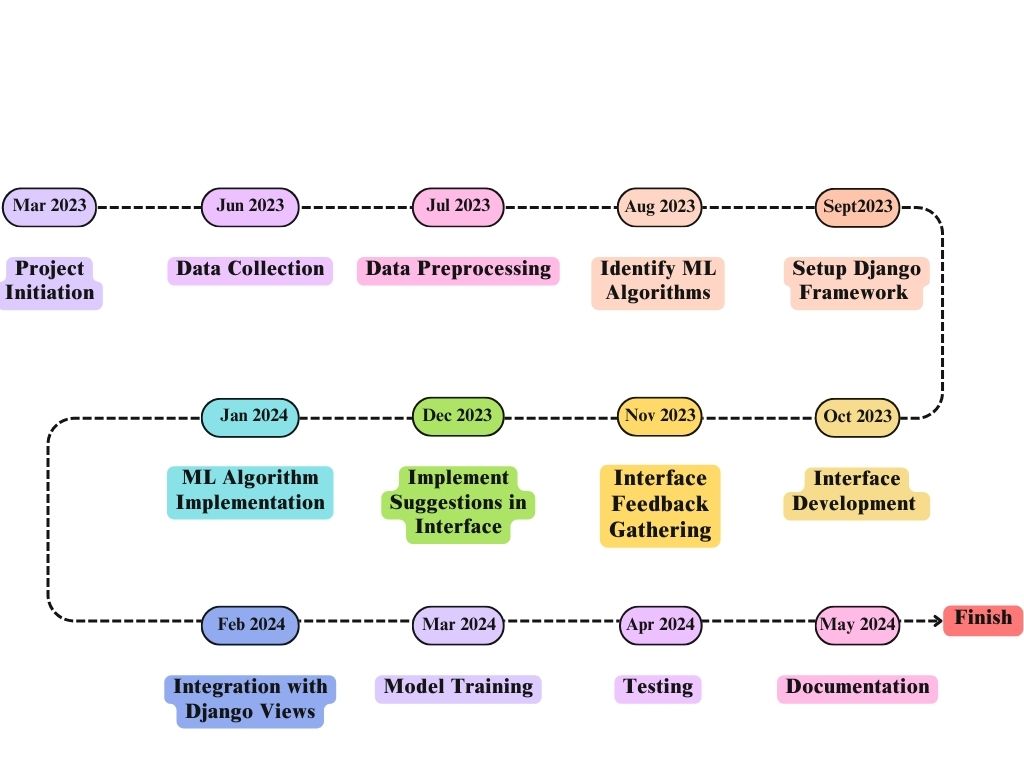 Mar 2023
Jun 2023
Jul 2023
Aug 2023
Sept2023
Project
Initiation
Data Collection
Data Preprocessing
Identify ML
Algorithms
Setup Django
Framework
Jan 2024
Dec 2023
Nov 2023
Oct 2023
ML Algorithm
Implementation
Implement
Suggestions in
Interface
Interface
Feedback
Gathering
Interface
Development
Feb 2024
Mar 2024
Apr 2024
May 2024
Finish
Integration with
Django Views
Model Training
Testing
Documentation